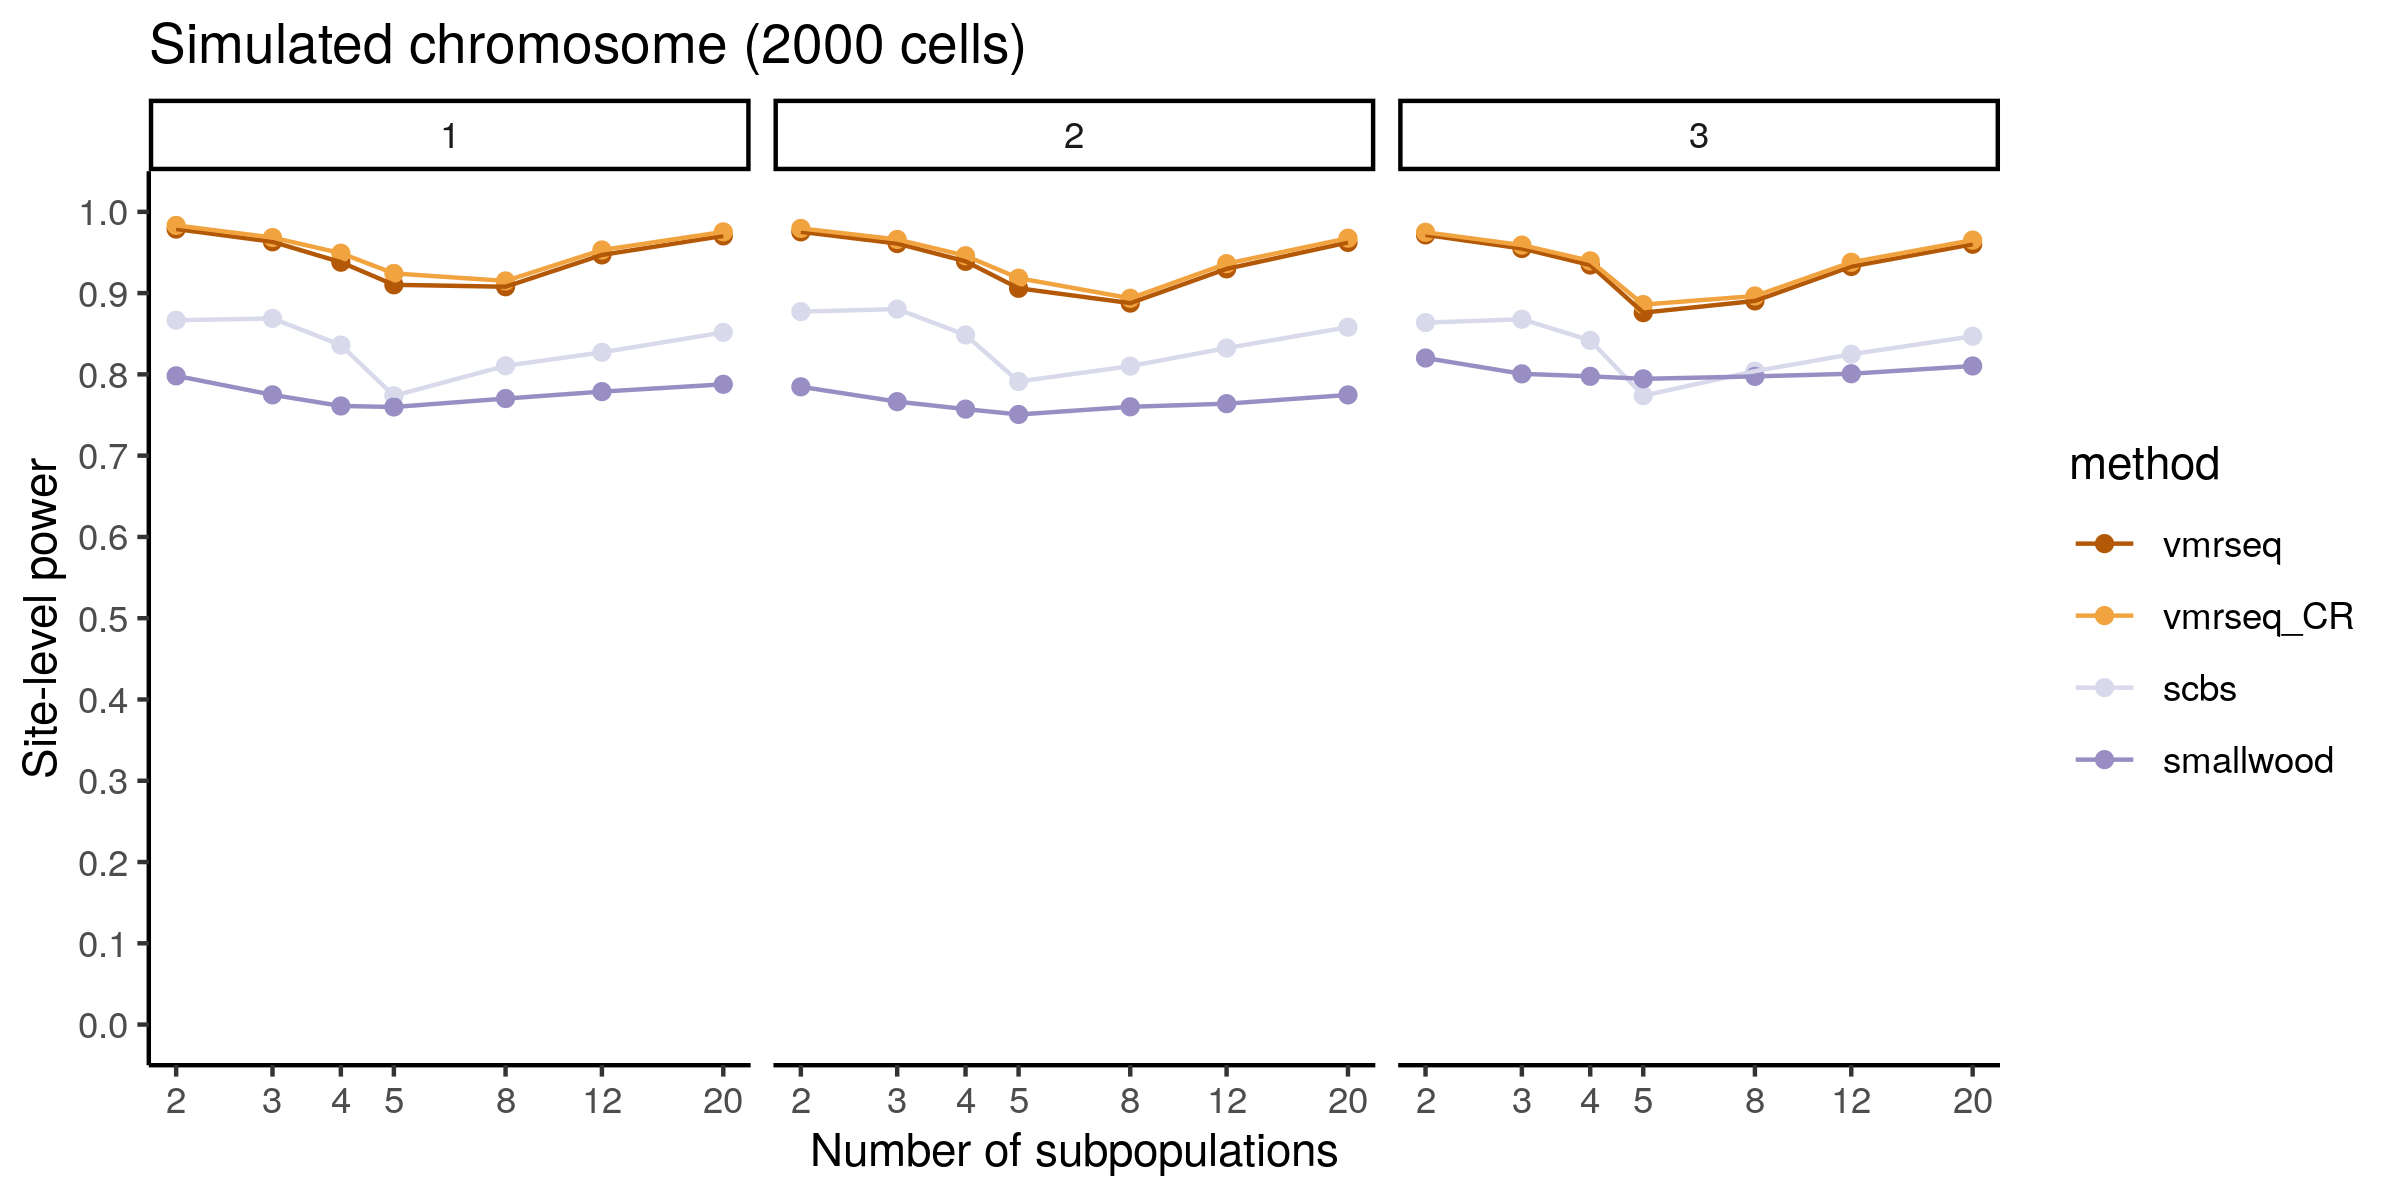 Simulated chromosome (2000 cells)
1 2 3
1.0
0.9
0.8
0.7
0.6
0.5
0.4
0.3
0.2
0.1
0.0
Site-level power
2 3 4 5 8 12 20 2 3 4 5 8 12 20 2 3 4 5 8 12 20
Number of subpopulations
method
vmrseq
vmrseq_CR
scbs
smallwood